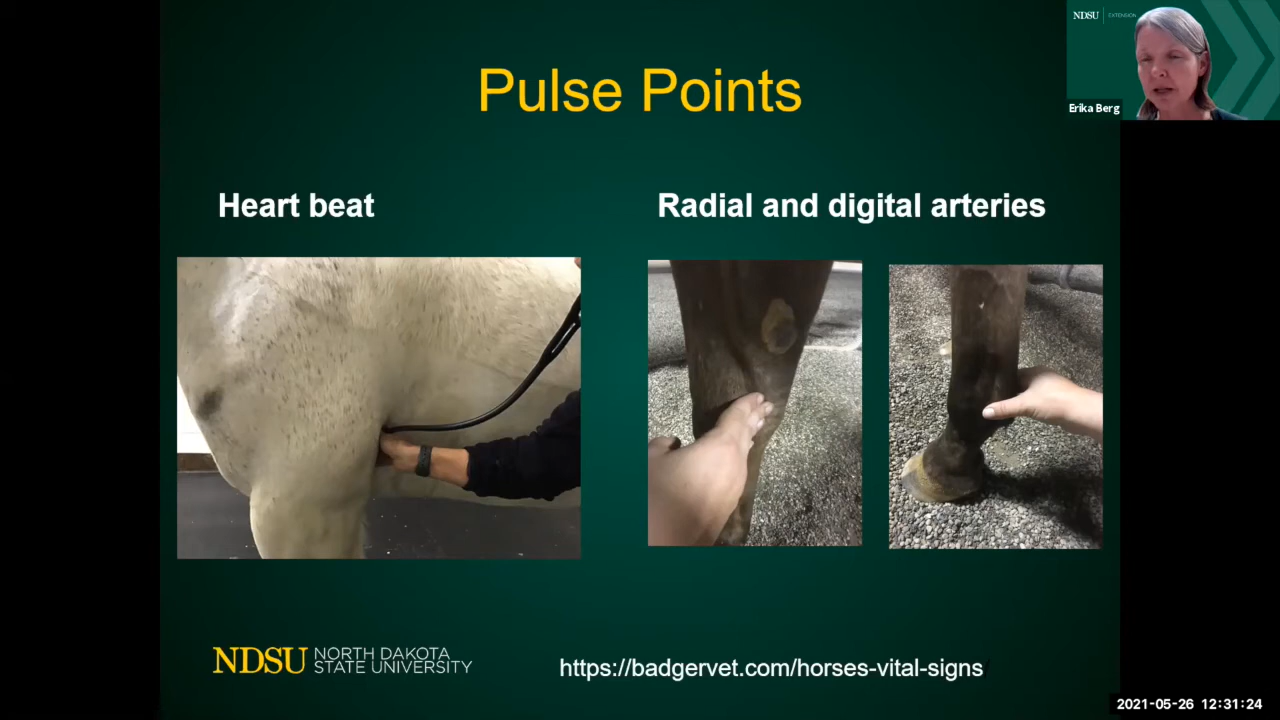 Pulse Points
NDSU EXTENSION
Erika Berg
Heart beat
Radial and digital arteries
NDSU NORTH DAKOTA
STATE UNIVERSITY
https://badgervet.com/horses-vital-signs
2021-05-26 12:31:24